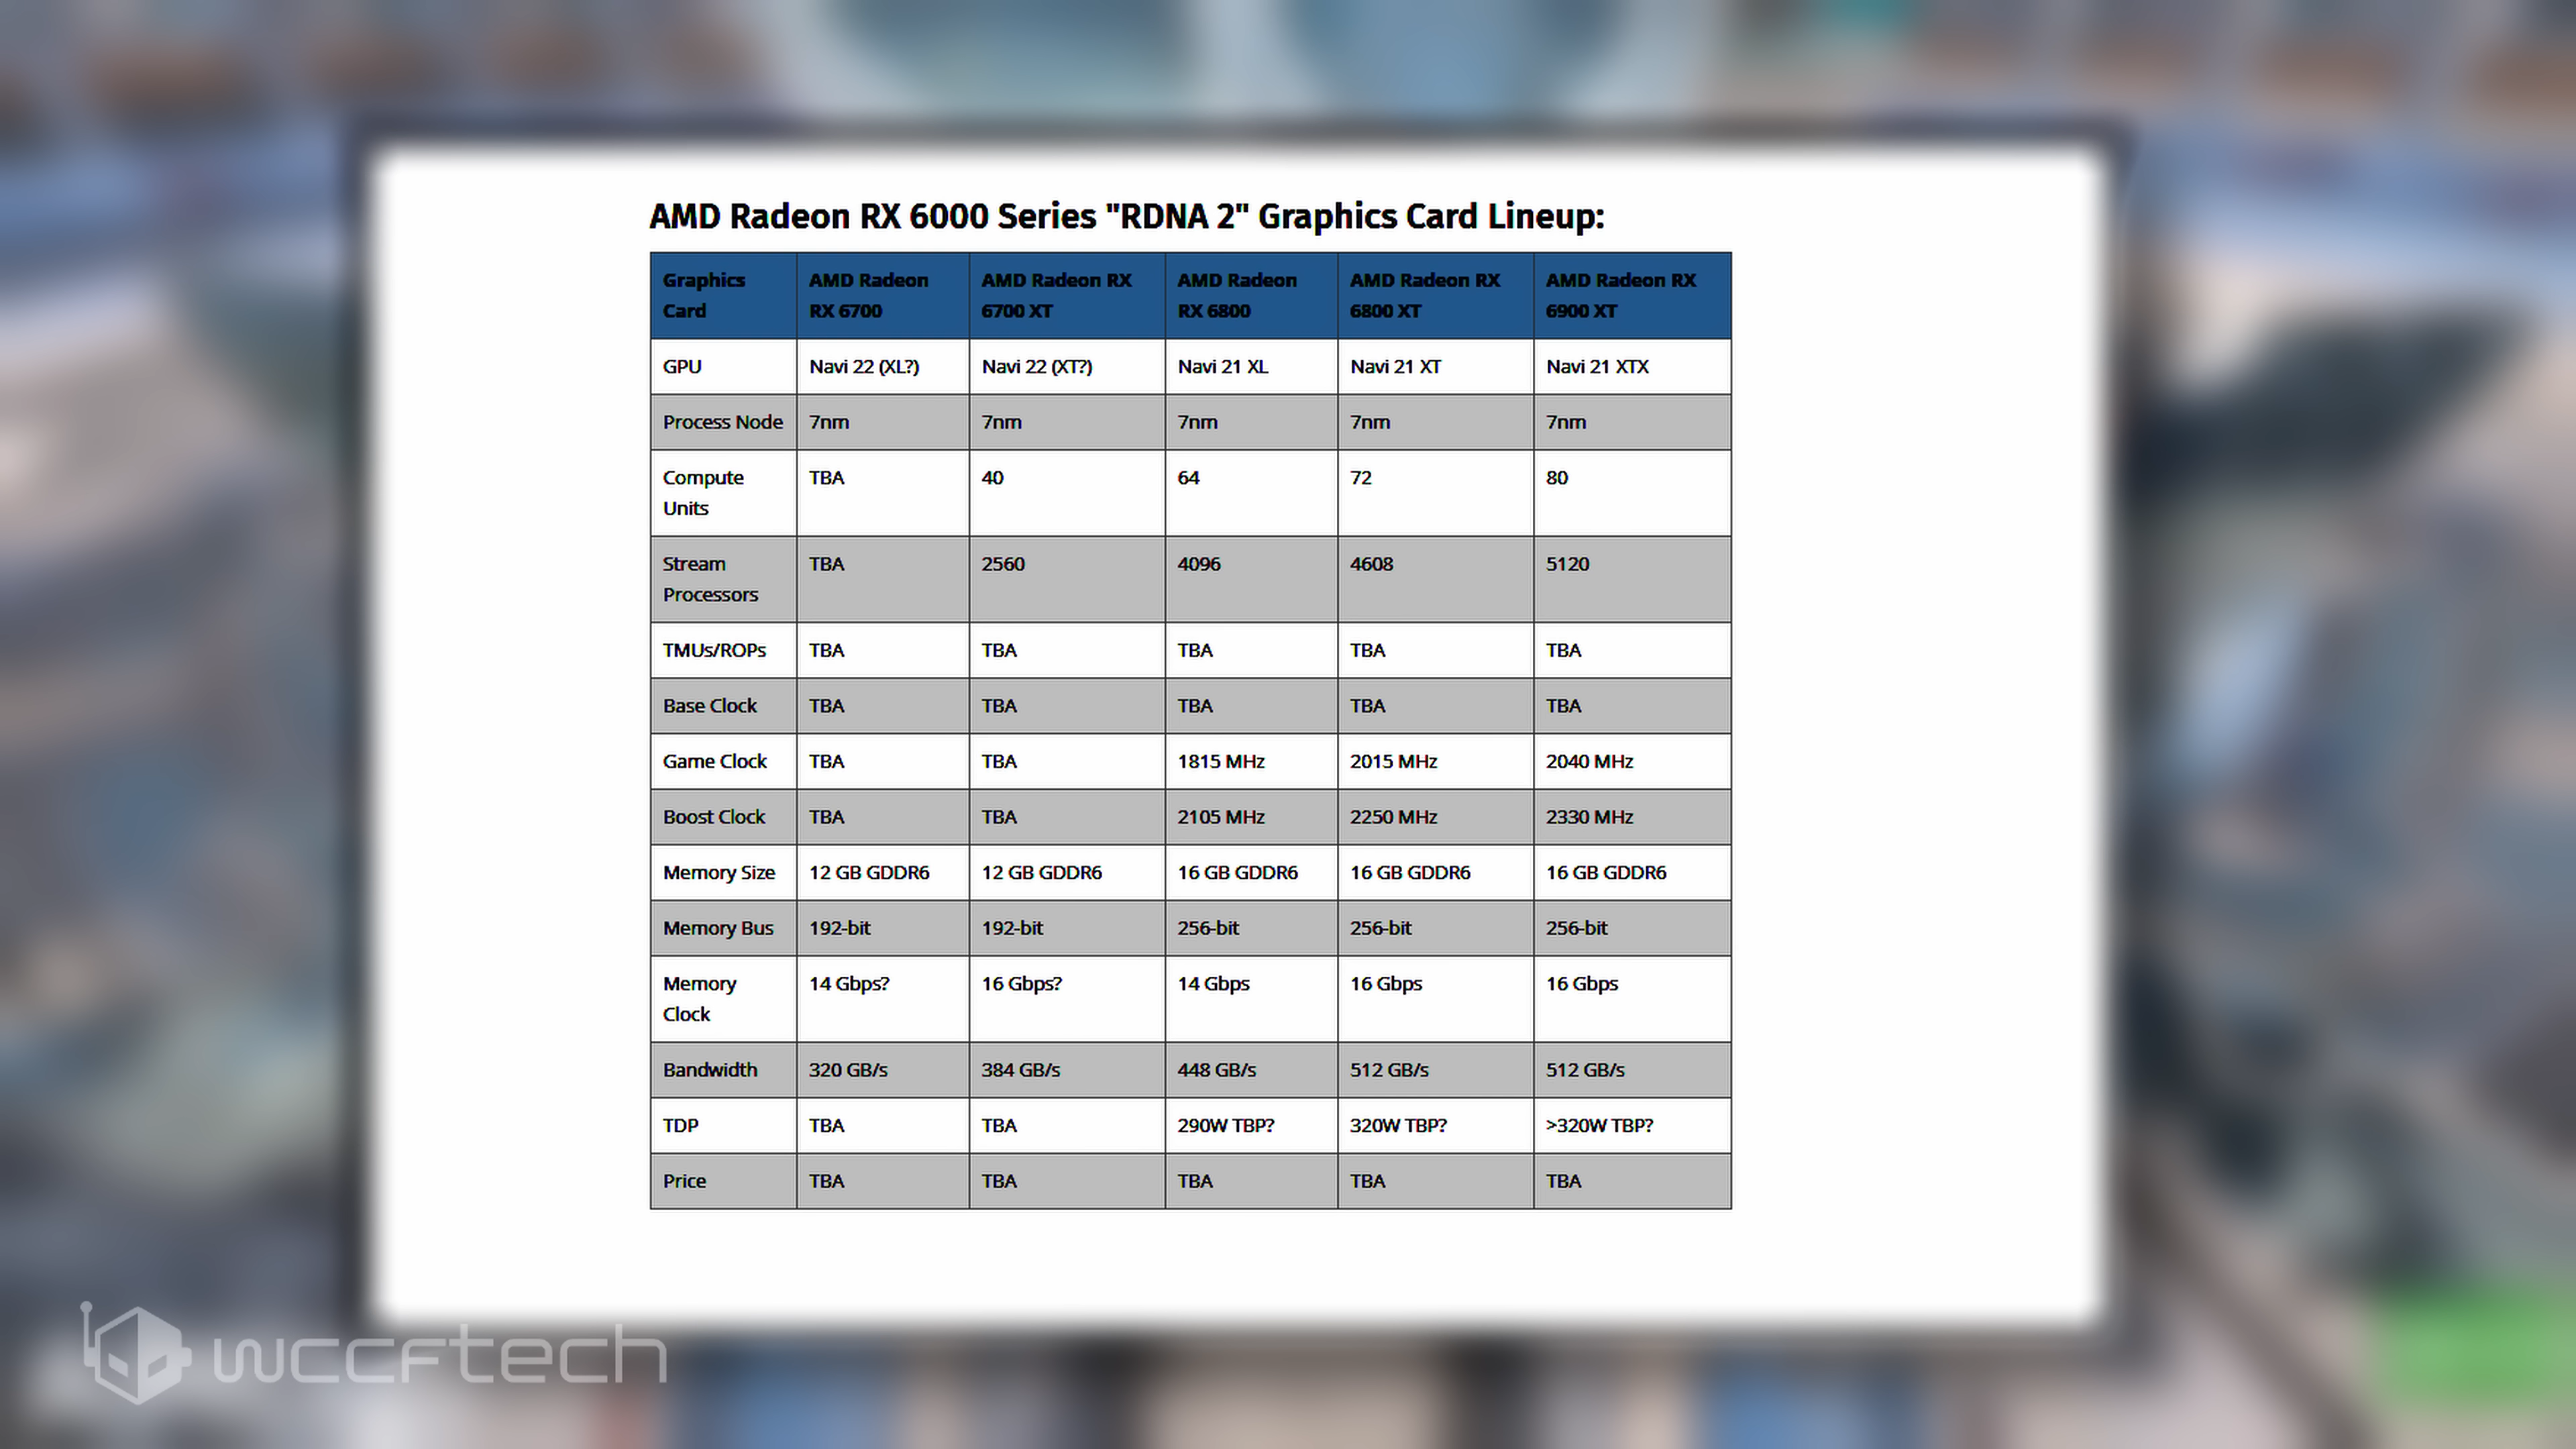 AMD Radeon RX 6000 Series "RDNA 2" Graphics Card Lineup:
Graphics Card AMD Radeon RX 6700 AMD Radeon RX 6700 XT AMD Radeon RX 6800 AMD Radeon RX 6800 XT AMD Radeon RX 6900 XT
GPU Navi 22 (XL?) Navi 22 (XT?) Navi 21 XL Navi 21 XT Navi 21 XTX
Process Node 7nm 7nm 7nm 7nm 7nm
Compute Units TBA 40 64 72 80
Stream Processors TBA 2560 4096 4608 5120
TMUs/ROPs TBA TBA TBA TBA TBA
Base Clock TBA TBA TBA TBA TBA
Game Clock TBA TBA 1815 MHz 2015 MHz 2040 MHz
Boost Clock TBA TBA 2105 MHz 2250 MHz 2330 MHz
Memory Size 12 GB GDDR6 12 GB GDDR6 16 GB GDDR6 16 GB GDDR6 16 GB GDDR6
Memory Bus 192-bit 192-bit 256-bit 256-bit 256-bit
Memory Clock 14 Gbps? 16 Gbps? 14 Gbps 16 Gbps 16 Gbps
Bandwidth 320 GB/s 384 GB/s 448 GB/s 512 GB/s 512 GB/s
TDP TBA TBA 290W TBP? 320W TBP? >320W TBP?
Price TBA TBA TBA TBA TBA
wccftech